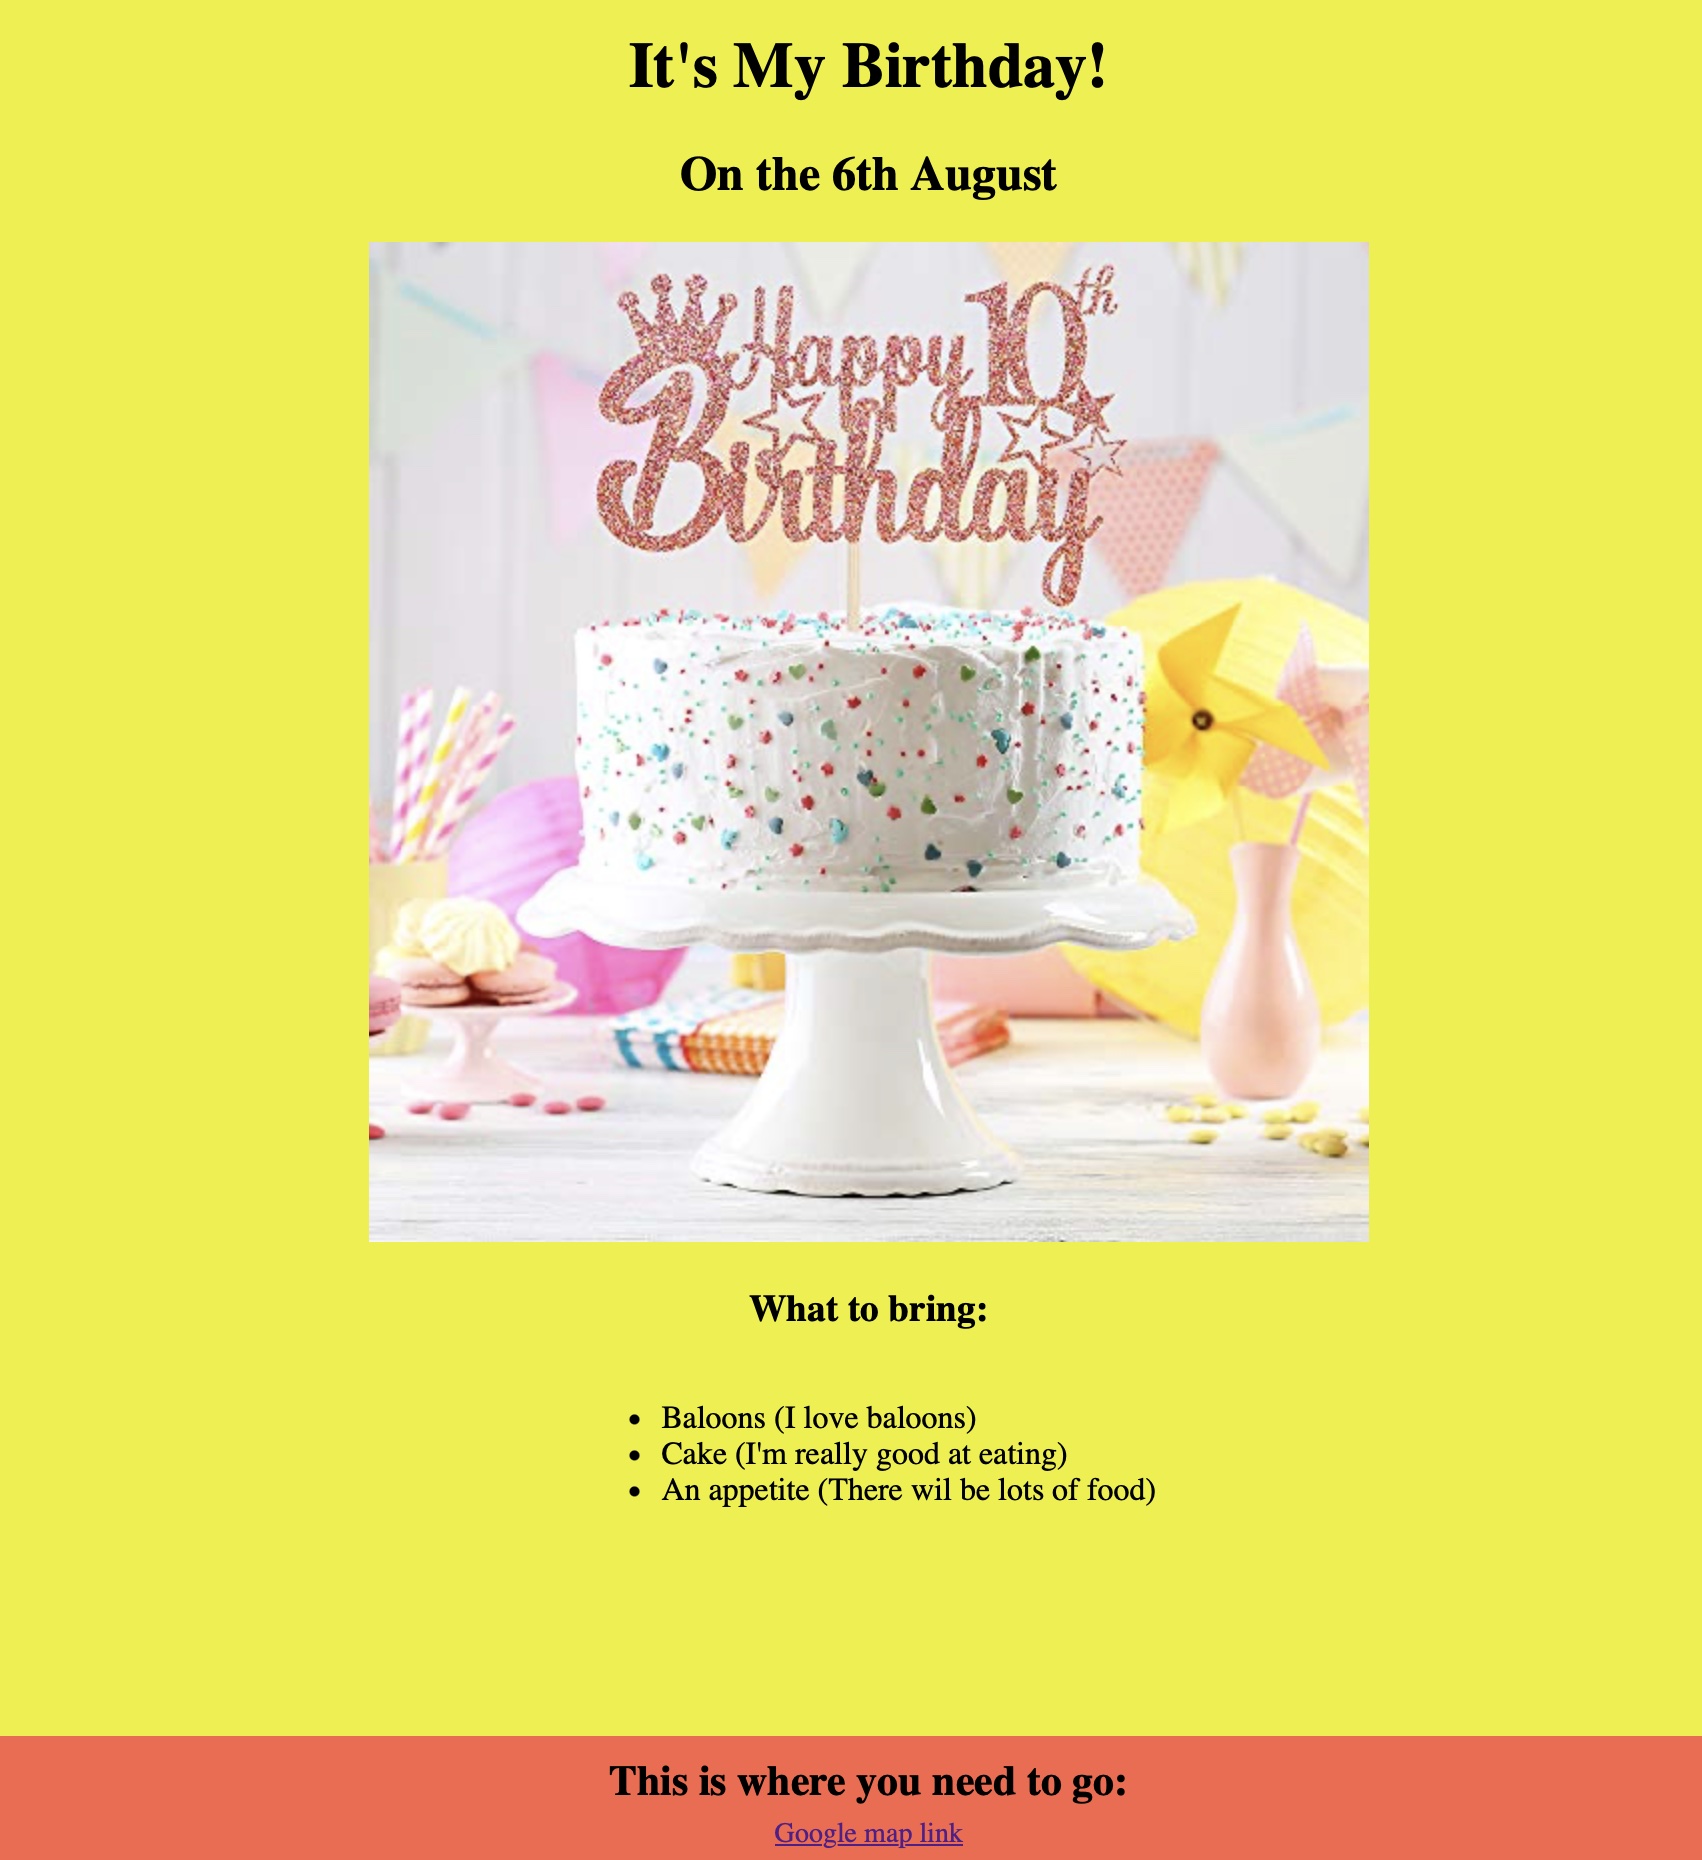 It's My Birthday!
On the 6th August
Happy 10th
Birthday
What to bring:
• Baloons (I love baloons)
• Cake (I'm really good at eating)
• An appetite (There wil be lots of food)
This is where you need to go:
Google map link